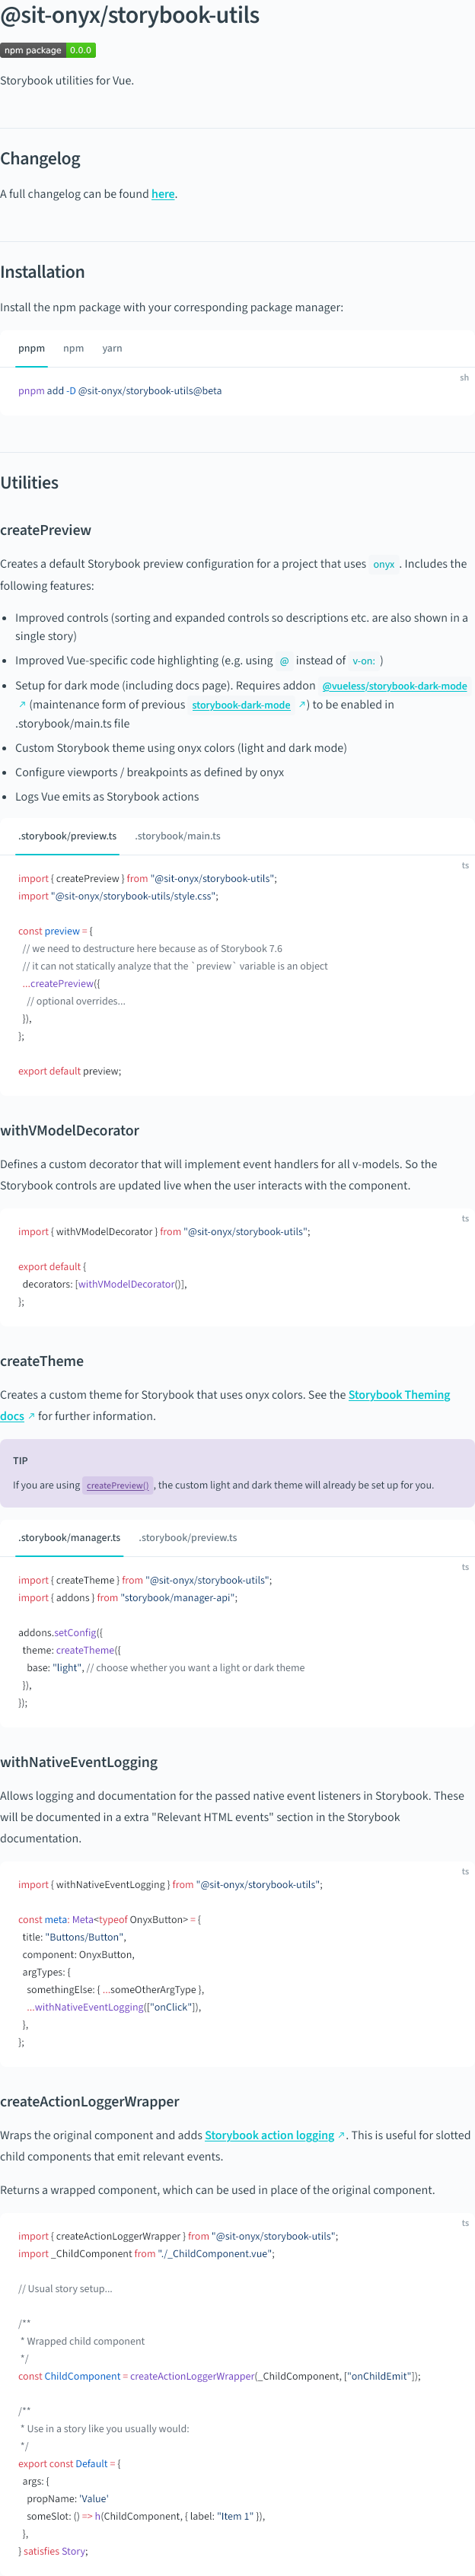 @sit-onyx/storybook-utils
npm package 0.0.0
Storybook utilities for Vue.
Changelog
A full changelog can be found here.
Installation
Install the npm package with your corresponding package manager:
pnpm npm yarn
sh
pnpm add -D @sit-onyx/storybook-utils@beta
Utilities
createPreview
Creates a default Storybook preview configuration for a project that uses onyx . Includes the
following features:
• Improved controls (sorting and expanded controls so descriptions etc. are also shown in a
single story)
• Improved Vue-specific code highlighting (e.g. using @ instead of v-on: )
• Setup for dark mode (including docs page). Requires addon @vueless/storybook-dark-mode
↗ (maintenance form of previous storybook-dark-mode ↗) to be enabled in
.storybook/main.ts file
• Custom Storybook theme using onyx colors (light and dark mode)
• Configure viewports / breakpoints as defined by onyx
• Logs Vue emits as Storybook actions
.storybook/preview.ts .storybook/main.ts
ts
import { createPreview } from "@sit-onyx/storybook-utils";
import "@sit-onyx/storybook-utils/style.css";
const preview = {
// we need to destructure here because as of Storybook 7.6
// it can not statically analyze that the `preview` variable is an object
...createPreview({
// optional overrides...
}),
};
export default preview;
withVModelDecorator
Defines a custom decorator that will implement event handlers for all v-models. So the
Storybook controls are updated live when the user interacts with the component.
ts
import { withVModelDecorator } from "@sit-onyx/storybook-utils";
export default {
decorators: [withVModelDecorator()],
};
createTheme
Creates a custom theme for Storybook that uses onyx colors. See the Storybook Theming
docs ↗ for further information.
TIP
If you are using createPreview() , the custom light and dark theme will already be set up for you.
.storybook/manager.ts .storybook/preview.ts
ts
import { createTheme } from "@sit-onyx/storybook-utils";
import { addons } from "storybook/manager-api";
addons.setConfig({
theme: createTheme({
base: "light", // choose whether you want a light or dark theme
}),
});
withNativeEventLogging
Allows logging and documentation for the passed native event listeners in Storybook. These
will be documented in a extra "Relevant HTML events" section in the Storybook
documentation.
ts
import { withNativeEventLogging } from "@sit-onyx/storybook-utils";
const meta: Meta<typeof OnyxButton> = {
title: "Buttons/Button",
component: OnyxButton,
argTypes: {
somethingElse: { ...someOtherArgType },
...withNativeEventLogging(["onClick"]),
},
};
createActionLoggerWrapper
Wraps the original component and adds Storybook action logging ↗. This is useful for slotted
child components that emit relevant events.
Returns a wrapped component, which can be used in place of the original component.
ts
import { createActionLoggerWrapper } from "@sit-onyx/storybook-utils";
import _ChildComponent from "./_ChildComponent.vue";
// Usual story setup...
/**
* Wrapped child component
*/
const ChildComponent = createActionLoggerWrapper(_ChildComponent, ["onChildEmit"]);
/**
* Use in a story like you usually would:
*/
export const Default = {
args: {
propName: 'Value'
someSlot: () => h(ChildComponent, { label: "Item 1" }),
},
} satisfies Story;